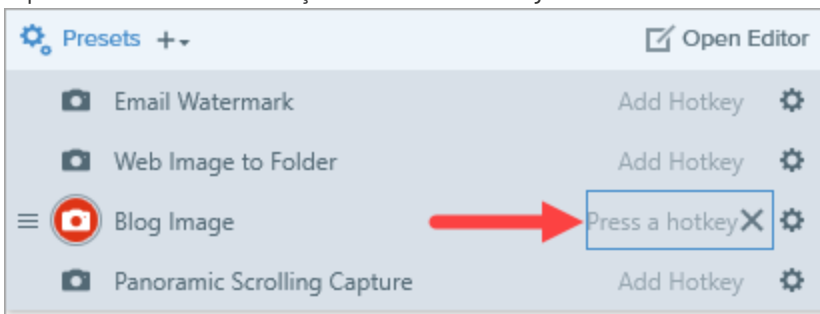 Presets
Open Editor
Email Watermark Add Hotkey
Web Image to Folder Add Hotkey
Blog Image Press a hotkey
Panoramic Scrolling Capture Add Hotkey